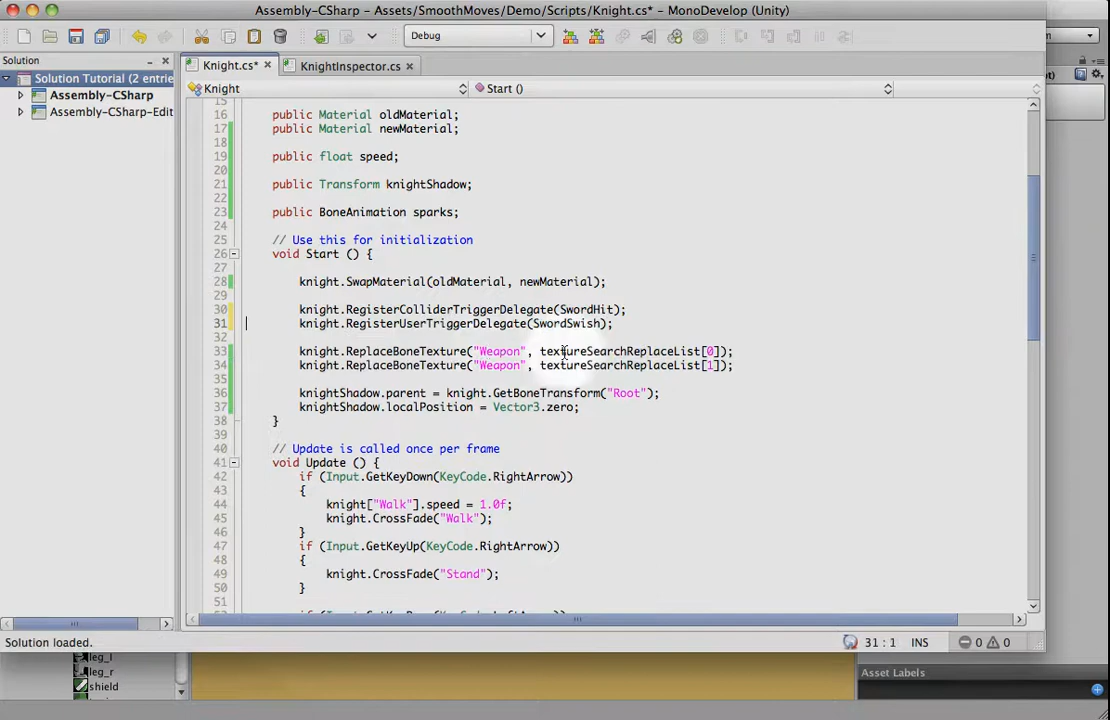 Assembly-CSharp - Assets/SmoothMoves/Demo/Scripts/Knight.cs* - MonoDevelop (Unity)
Debug
Solution
Knight.cs*
KnightInspector.cs
Solution Tutorial (2 entrie
Assembly-CSharp
Assembly-CSharp-Edit
Knight
Start ()
15
16 public Material oldMaterial;
17 public Material newMaterial;
18
19 public float speed;
20
21 public Transform knightShadow;
22
23 public BoneAnimation sparks;
24
25 // Use this for initialization
26 void Start () {
27
28 knight.SwapMaterial(oldMaterial, newMaterial);
29
30 knight.RegisterColliderTriggerDelegate(SwordHit);
31 knight.RegisterUserTriggerDelegate(SwordSwish);
32
33 knight.ReplaceBoneTexture("Weapon", textureSearchReplaceList[0]);
34 knight.ReplaceBoneTexture("Weapon", textureSearchReplaceList[1]);
35
36 knightShadow.parent = knight.GetBoneTransform("Root");
37 knightShadow.localPosition = Vector3.zero;
38 }
39
40 // Update is called once per frame
41 void Update () {
42 if (Input.GetKeyDown(KeyCode.RightArrow))
43 {
44 knight["Walk"].speed = 1.0f;
45 knight.CrossFade("Walk");
46 }
47 if (Input.GetKeyUp(KeyCode.RightArrow))
48 {
49 knight.CrossFade("Stand");
50 }
51
Solution loaded.
31 : 1
INS
0
0
leg_l
leg_r
shield
Asset Labels